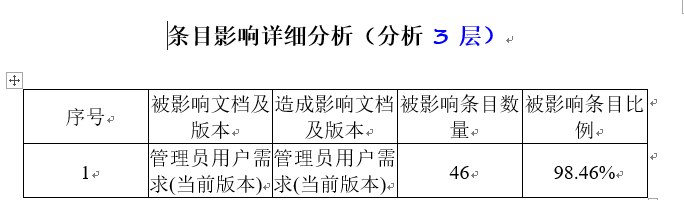 条目影响详细分析（分析 3 层）
序号 被影响文档及版本 造成影响文档及版本 被影响条目数量 被影响条目比例
1 管理员用户需求(当前版本) 管理员用户需求(当前版本) 46 98.46%